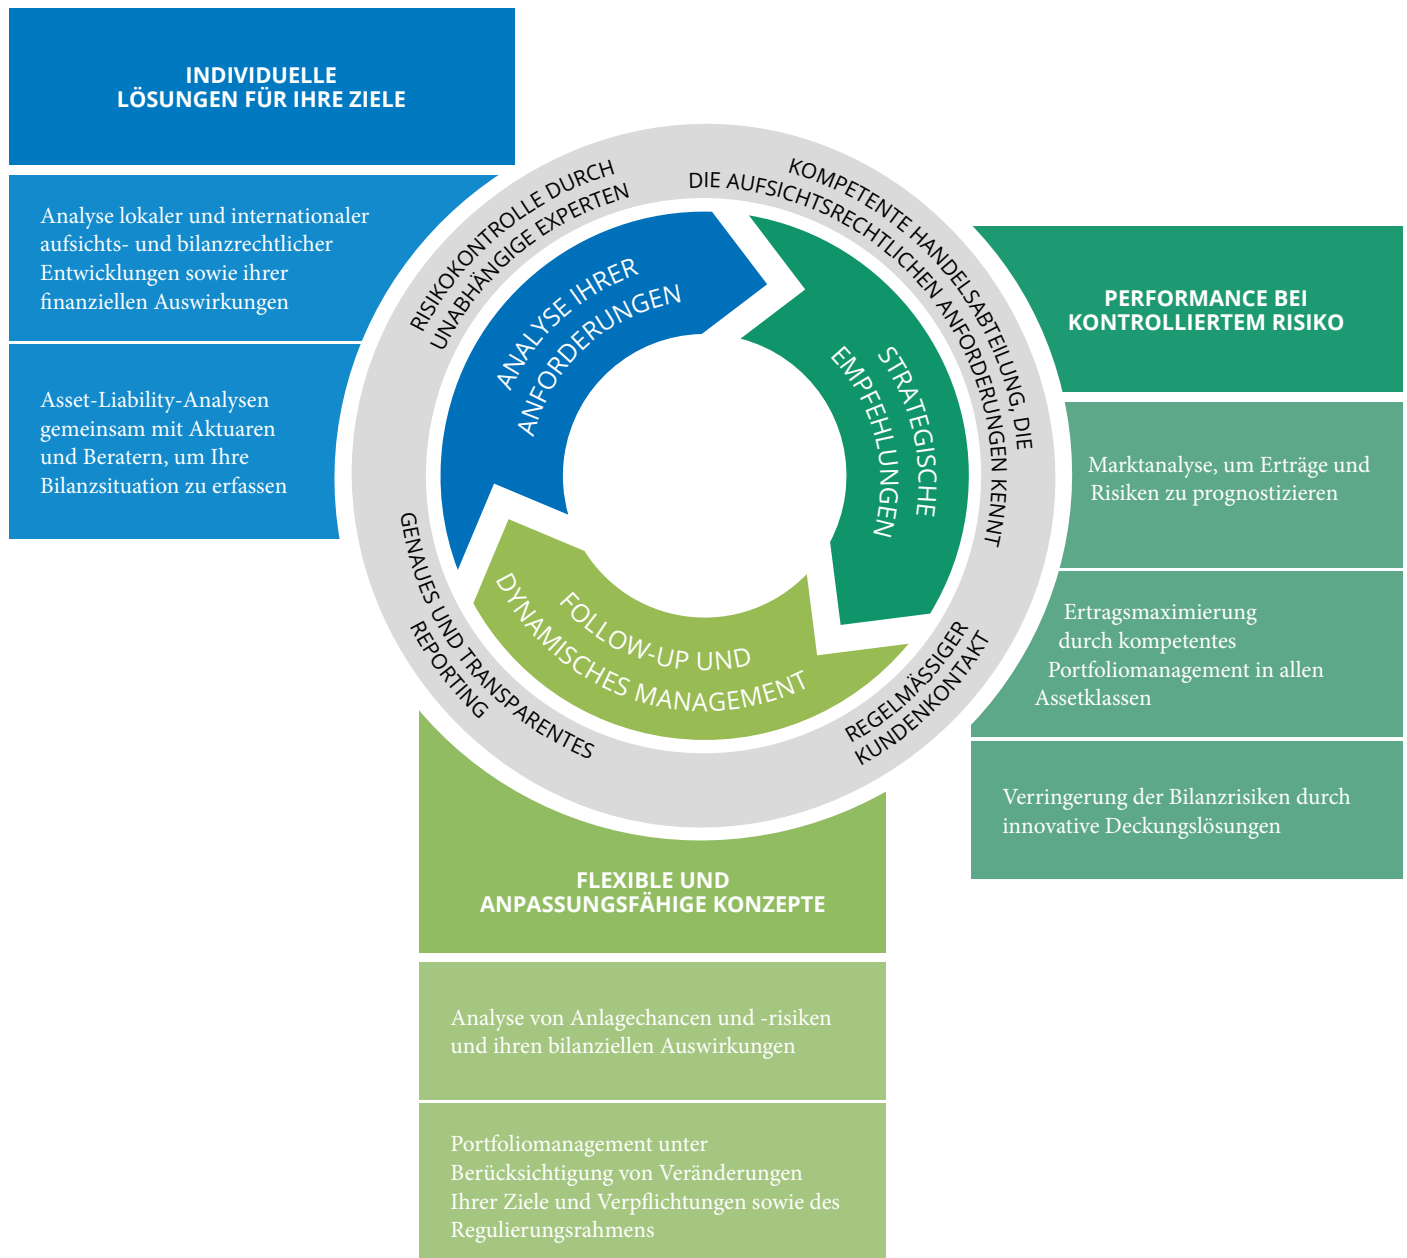 INDIVIDUELLE
LÖSUNGEN FÜR IHRE ZIELE
Analyse lokaler und internationaler
aufsichts- und bilanzrechtlicher
Entwicklungen sowie ihrer
finanziellen Auswirkungen
Asset-Liability-Analysen
gemeinsam mit Aktuaren
und Beratern, um Ihre
Bilanzsituation zu erfassen
RISIKOKONTROLLE DURCH
UNABHÄNGIGE EXPERTEN
KOMPETENTE HANDELSABTEILUNG, DIE
DIE AUFSICHTSRECHTLICHEN ANFORDERUNGEN KENNT
REGELMÄSSIGER
KUNDENKONTAKT
GENAUES UND TRANSPARENTES
REPORTING
ANALYSE IHRER
ANFORDERUNGEN
STRATEGISCHE
EMPFEHLUNGEN
FOLLOW-UP UND
DYNAMISCHES MANAGEMENT
PERFORMANCE BEI
KONTROLLIERTEM RISIKO
Marktanalyse, um Erträge und
Risiken zu prognostizieren
Ertragsmaximierung
durch kompetentes
Portfoliomanagement in allen
Assetklassen
Verringerung der Bilanzrisiken durch
innovative Deckungslösungen
FLEXIBLE UND
ANPASSUNGSFÄHIGE KONZEPTE
Analyse von Anlagechancen und -risiken
und ihren bilanziellen Auswirkungen
Portfoliomanagement unter
Berücksichtigung von Veränderungen
Ihrer Ziele und Verpflichtungen sowie des
Regulierungsrahmens